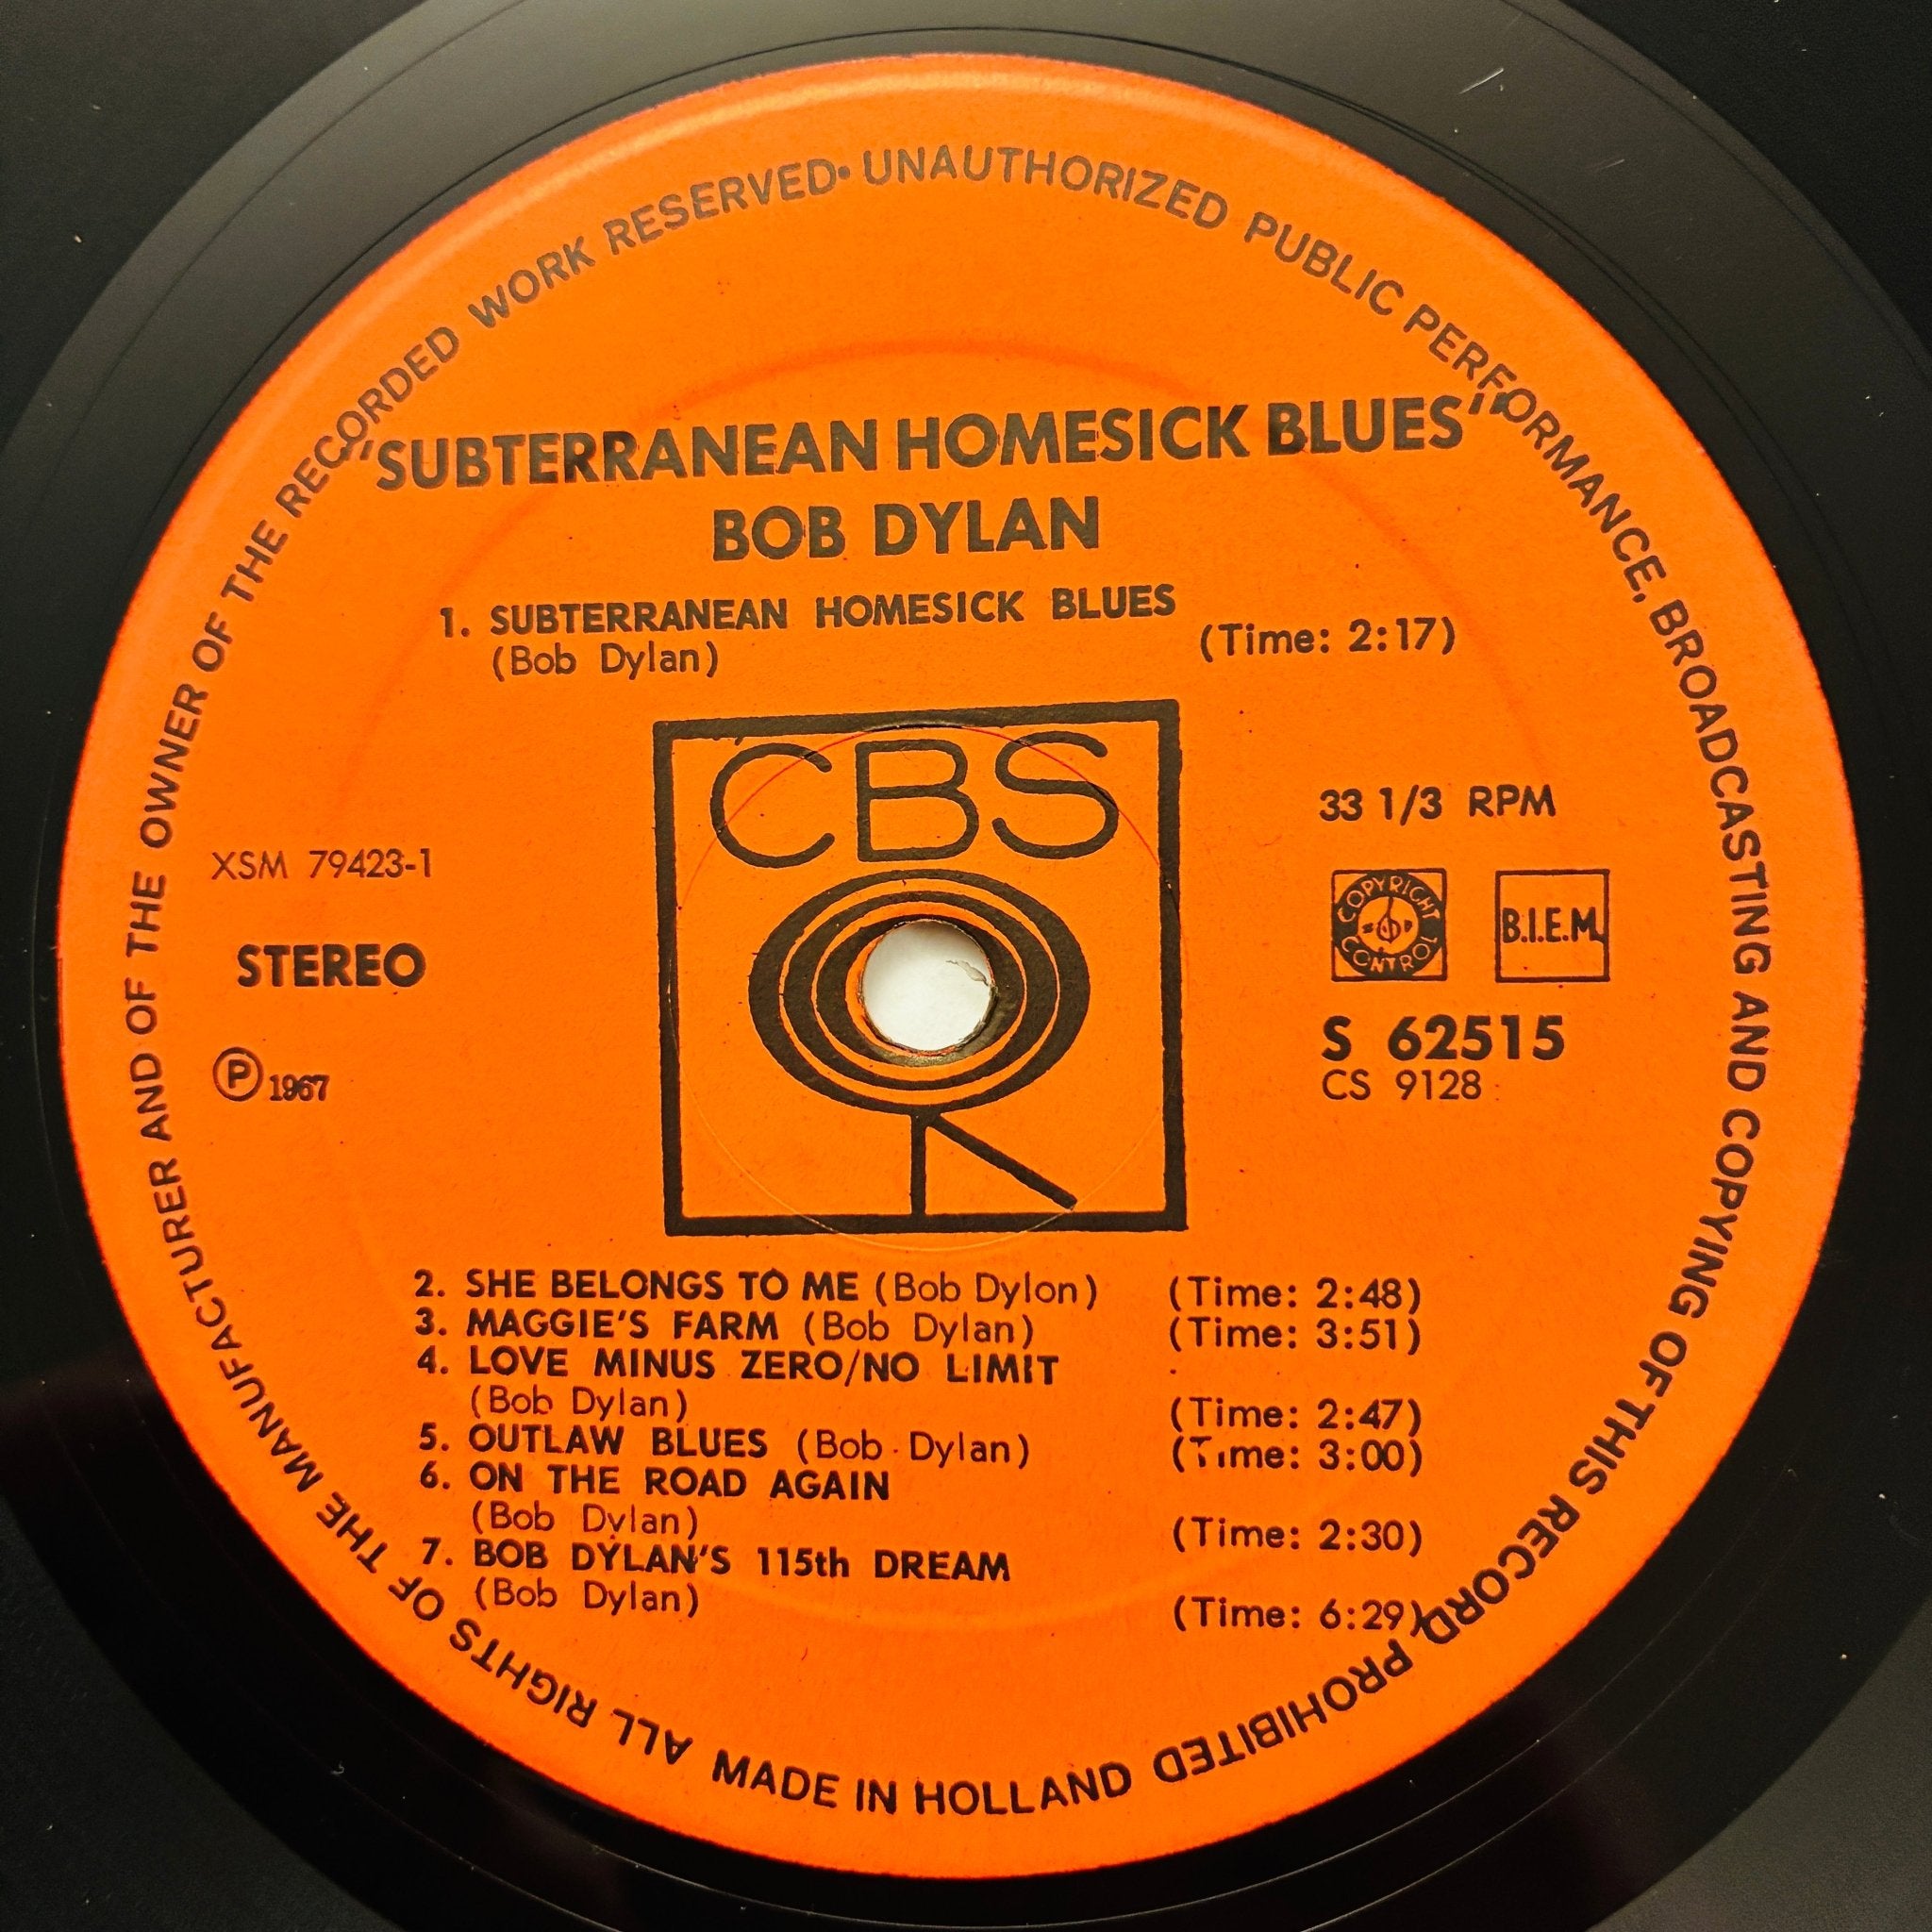 ALL RIGHTS OF THE MANUFACTURER AND OF THE OWNER OF THE RECORDED WORK RESERVED• UNAUTHORIZED PUBLIC PERFORMANCE, BROADCASTING AND COPYING OF THIS RECORD PROHIBITED
"SUBTERRANEAN HOMESICK BLUES"
BOB DYLAN
1. SUBTERRANEAN HOMESICK BLUES
(Bob Dylan) (Time: 2:17)
CBS
33 1/3 RPM
XSM 79423-1
COPYRIGHT CONTROL
B.I.E.M.
STEREO
S 62515
CS 9128
Ⓟ 1967
2. SHE BELONGS TO ME (Bob Dylon) (Time: 2:48)
3. MAGGIE'S FARM (Bob Dylan) (Time: 3:51)
4. LOVE MINUS ZERO/NO LIMIT
(Bob Dylan) (Time: 2:47)
5. OUTLAW BLUES (Bob Dylan) (Time: 3:00)
6. ON THE ROAD AGAIN
(Bob Dylan) (Time: 2:30)
7. BOB DYLAN'S 115th DREAM
(Bob Dylan) (Time: 6:29)
MADE IN HOLLAND